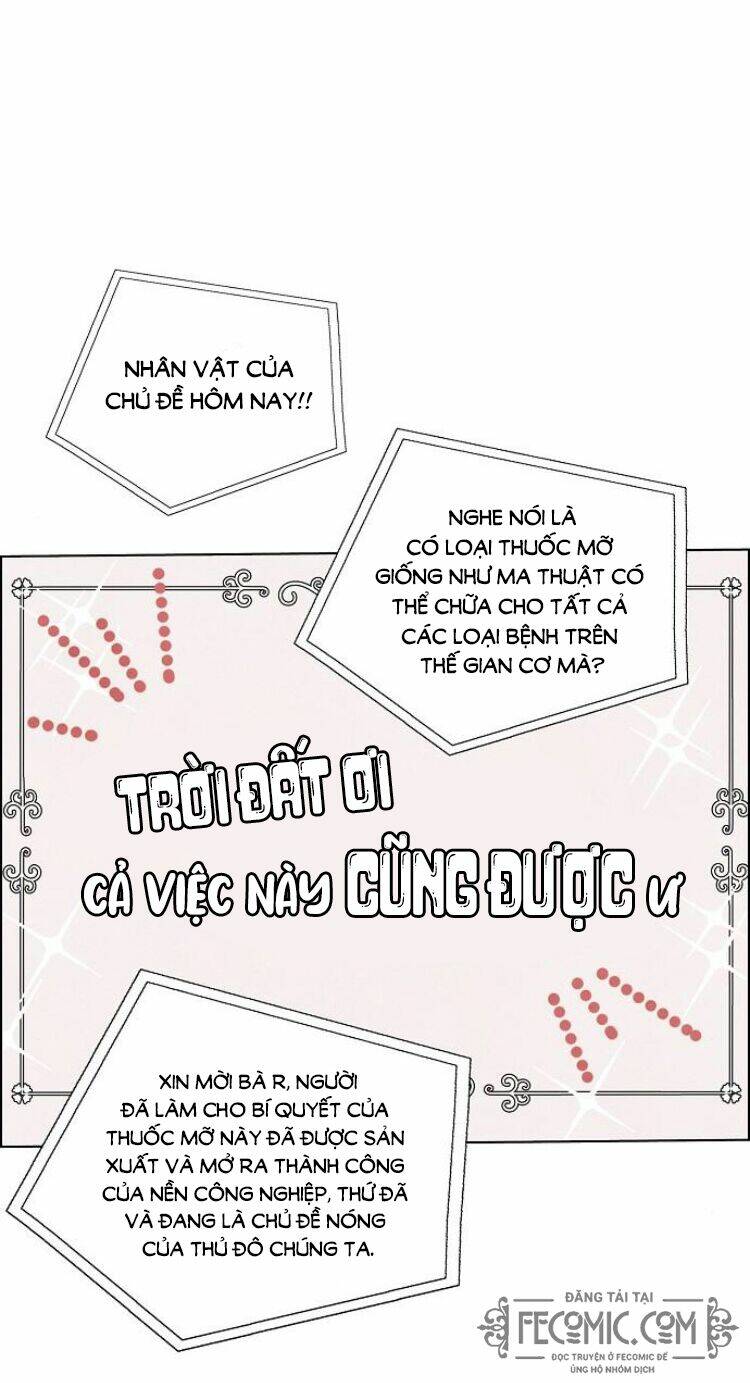 NHÂN VẬT CỦA
CHỦ ĐỀ HÔM NAY!!
NGHE NÓI LÀ
CÓ LOẠI THUỐC MỠ
GIỐNG NHƯ MA THUẬT CÓ
THỂ CHỮA CHO TẤT CẢ
CÁC LOẠI BỆNH TRÊN
THẾ GIAN CƠ MÀ?
TRỜI ĐẤT ƠI
CẢ VIỆC NÀY CŨNG ĐƯỢC Ư
XIN MỜI BÀ R, NGƯỜI
ĐÃ LÀM CHO BÍ QUYẾT CỦA
THUỐC MỠ NÀY ĐÃ ĐƯỢC SẢN
XUẤT VÀ MỞ RA THÀNH CÔNG
CỦA NỀN CÔNG NGHIỆP, THỨ ĐÃ
VÀ ĐANG LÀ CHỦ ĐỀ NÓNG
CỦA THỦ ĐÔ CHÚNG TA.
ĐĂNG TẢI TẠI
FECOMIC.COM
ĐỌC TRUYỆN Ở FECOMIC ĐỂ
ỦNG HỘ NHÓM DỊCH